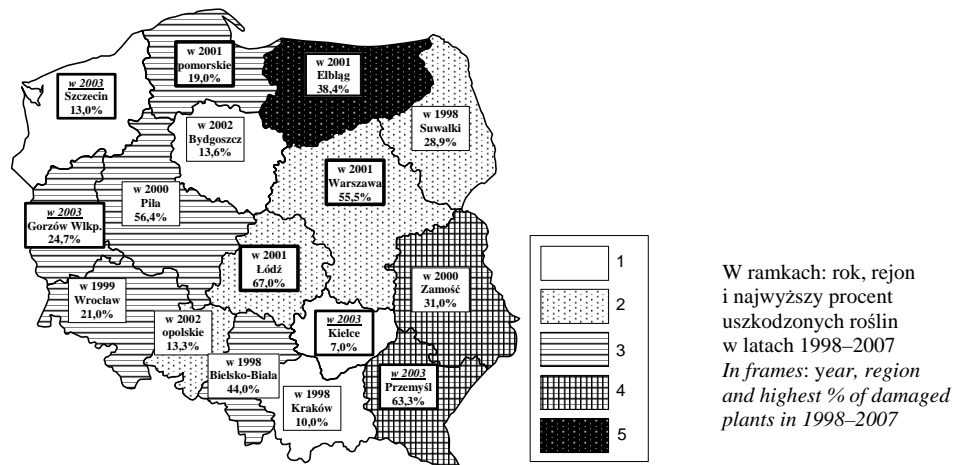 w 2001
pomorskie
19,0%
w 2001
Elbląg
38,4%
w 2003
Szczecin
13,0%
w 1998
Suwałki
28,9%
w 2002
Bydgoszcz
13,6%
w 2001
Warszawa
55,5%
w 2000
Piła
56,4%
w 2003
Gorzów Wlkp.
24,7%
w 2001
Łódź
67,0%
w 2000
Zamość
31,0%
w 1999
Wrocław
21,0%
w 2002
opolskie
13,3%
w 2003
Kielce
7,0%
w 1998
Bielsko-Biała
44,0%
w 2003
Przemyśl
63,3%
w 1998
Kraków
10,0%
1
2
3
4
5
W ramkach: rok, rejon
i najwyższy procent
uszkodzonych roślin
w latach 1998–2007
In frames: year, region
and highest % of damaged
plants in 1998–2007